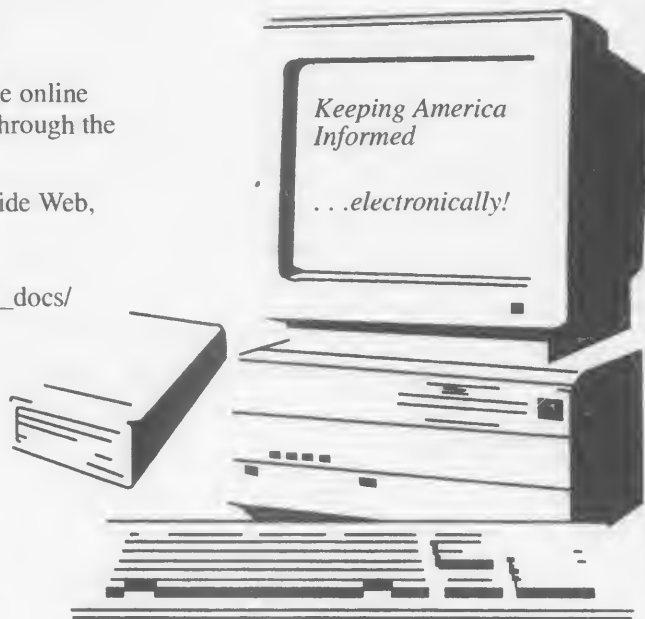 e online
hrough the
ide Web,
_docs/
Keeping America
Informed
. . .electronically!